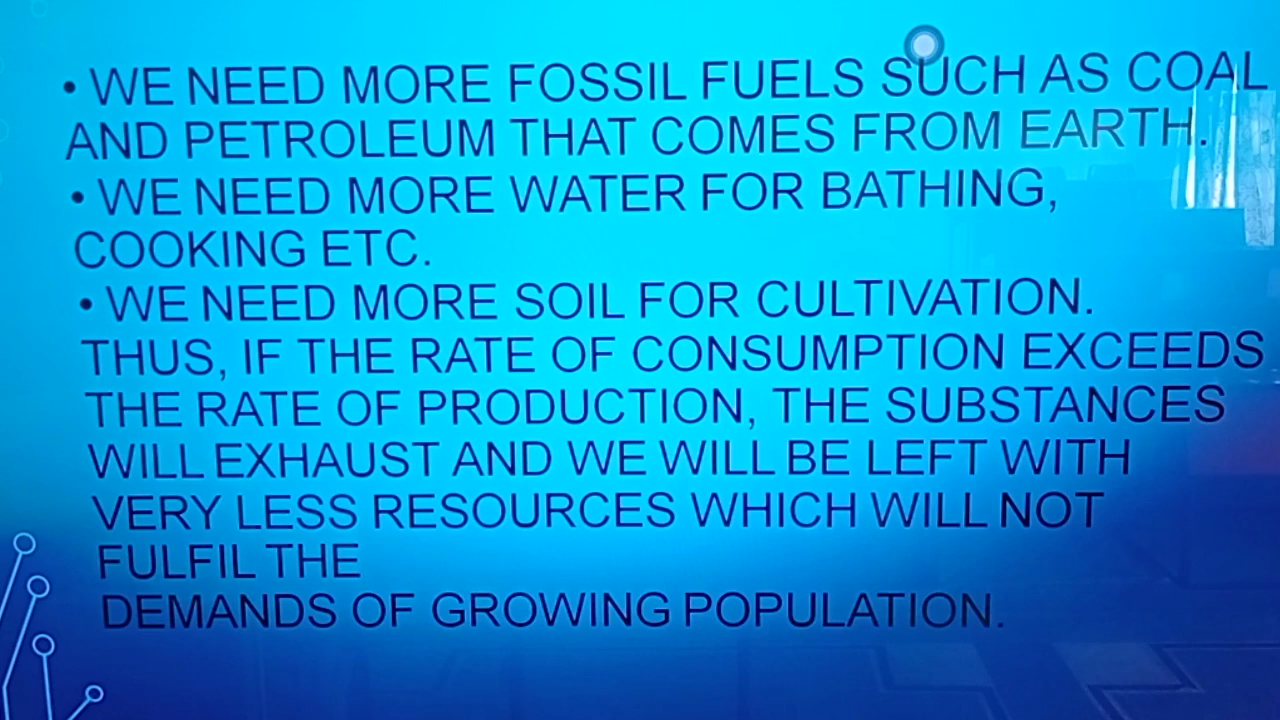 • WE NEED MORE FOSSIL FUELS SUCH AS COAL
AND PETROLEUM THAT COMES FROM EARTH.
• WE NEED MORE WATER FOR BATHING,
COOKING ETC.
• WE NEED MORE SOIL FOR CULTIVATION.
THUS, IF THE RATE OF CONSUMPTION EXCEEDS
THE RATE OF PRODUCTION, THE SUBSTANCES
WILL EXHAUST AND WE WILL BE LEFT WITH
VERY LESS RESOURCES WHICH WILL NOT
FULFIL THE
DEMANDS OF GROWING POPULATION.